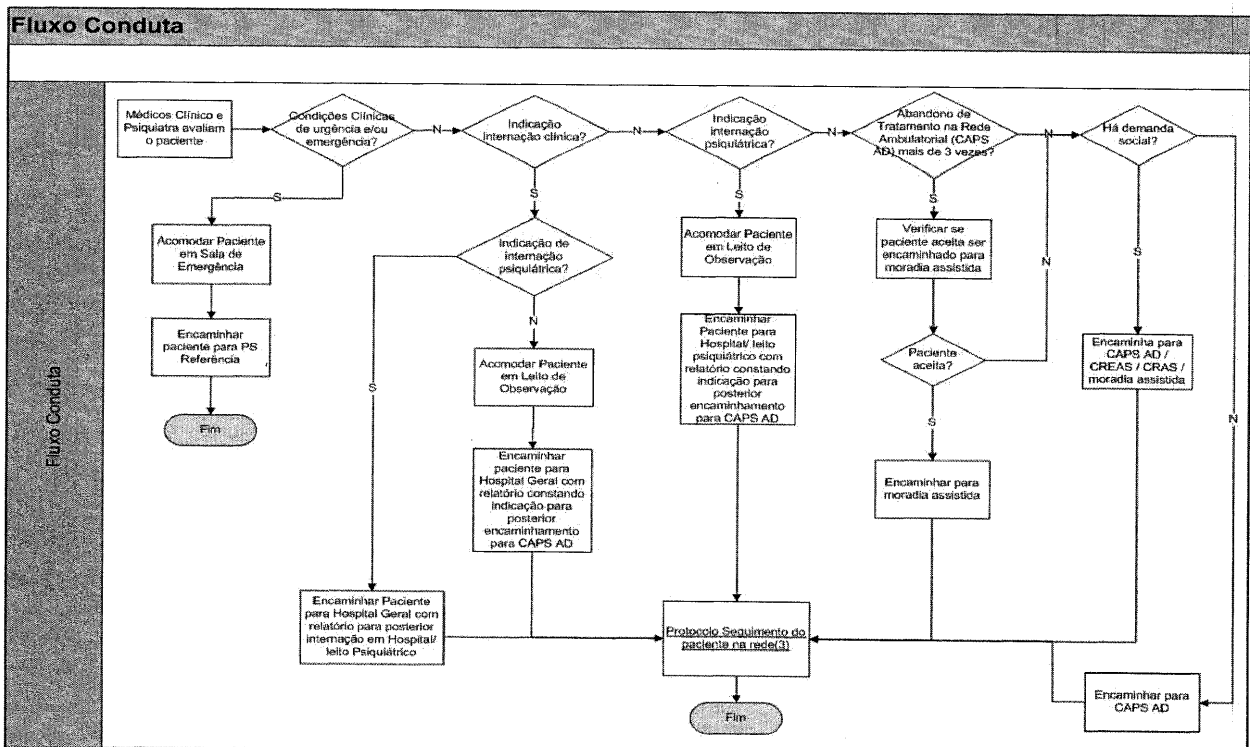 Fluxo Conduta
Fluxo Conduta
Médicos Clínico e
Psiquiatra avaliam
o paciente
Condições Clínicas
de urgência e/ou
emergência?
N
S
Acomodar Paciente
em Sala de
Emergência
Encaminhar
paciente para PS
Referência
Fim
Indicação
Internação clínica?
N
S
Indicação de
internação
psiquiátrica?
S
N
Acomodar Paciente
em Leito de
Observação
Encaminhar
paciente para
Hospital Geral com
relatório constando
indicação para
posterior
encaminhamento
para CAPS AD
Encaminhar Paciente
para Hospital Geral com
relatório para posterior
internação em Hospital/
leito Psiquiátrico
Indicação
internação
psiquiátrica?
N
S
Acomodar Paciente
em Leito de
Observação
Encaminhar
Paciente para
Hospital/ leito
psiquiátrico com
relatório constando
indicação para
posterior
encaminhamento
para CAPS AD
Protocolo Seguimento do
paciente na rede(3)
Fim
Abandono de
Tratamento na Rede
Ambulatorial (CAPS
AD) mais de 3 vezes?
N
S
Verificar se
paciente aceita ser
encaminhado para
moradia assistida
Paciente
aceita?
N
S
Encaminhar para
moradia assistida
Há demanda
social?
S
N
Encaminha para
CAPS AD /
CREAS / CRAS /
moradia assistida
Encaminhar para
CAPS AD